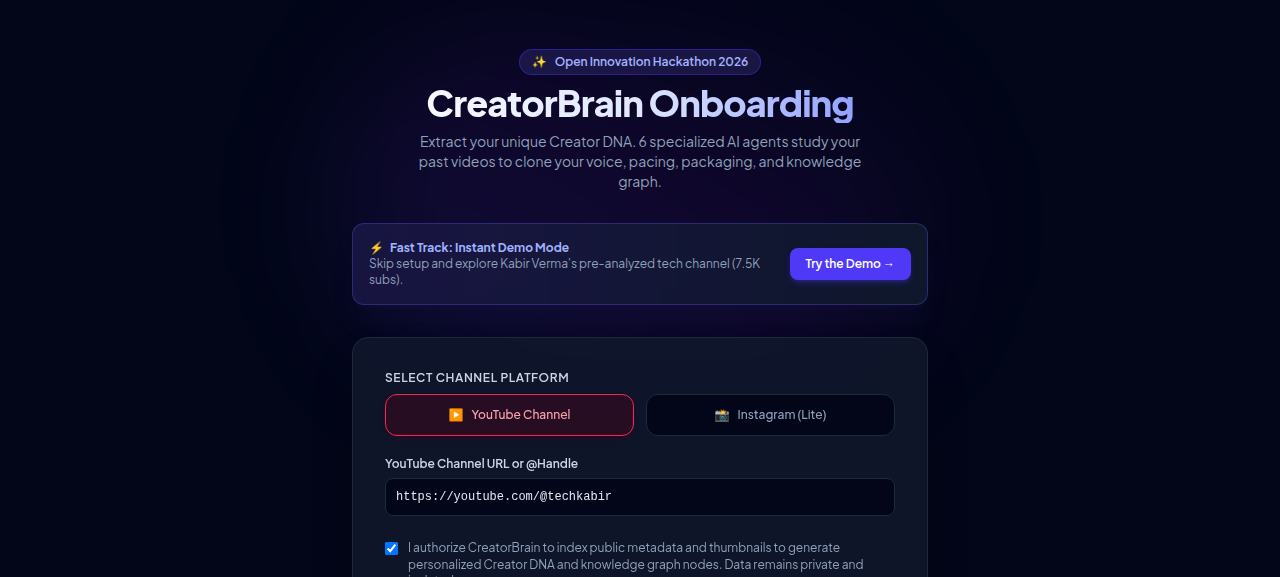 ✨ Open Innovation Hackathon 2026
CreatorBrain Onboarding
Extract your unique Creator DNA. 6 specialized AI agents study your
past videos to clone your voice, pacing, packaging, and knowledge
graph.
⚡ Fast Track: Instant Demo Mode
Skip setup and explore Kabir Verma's pre-analyzed tech channel (7.5K
subs).
Try the Demo →
SELECT CHANNEL PLATFORM
▶️ YouTube Channel
📸 Instagram (Lite)
YouTube Channel URL or @Handle
https://youtube.com/@techkabir
I authorize CreatorBrain to index public metadata and thumbnails to generate
personalized Creator DNA and knowledge graph nodes. Data remains private and